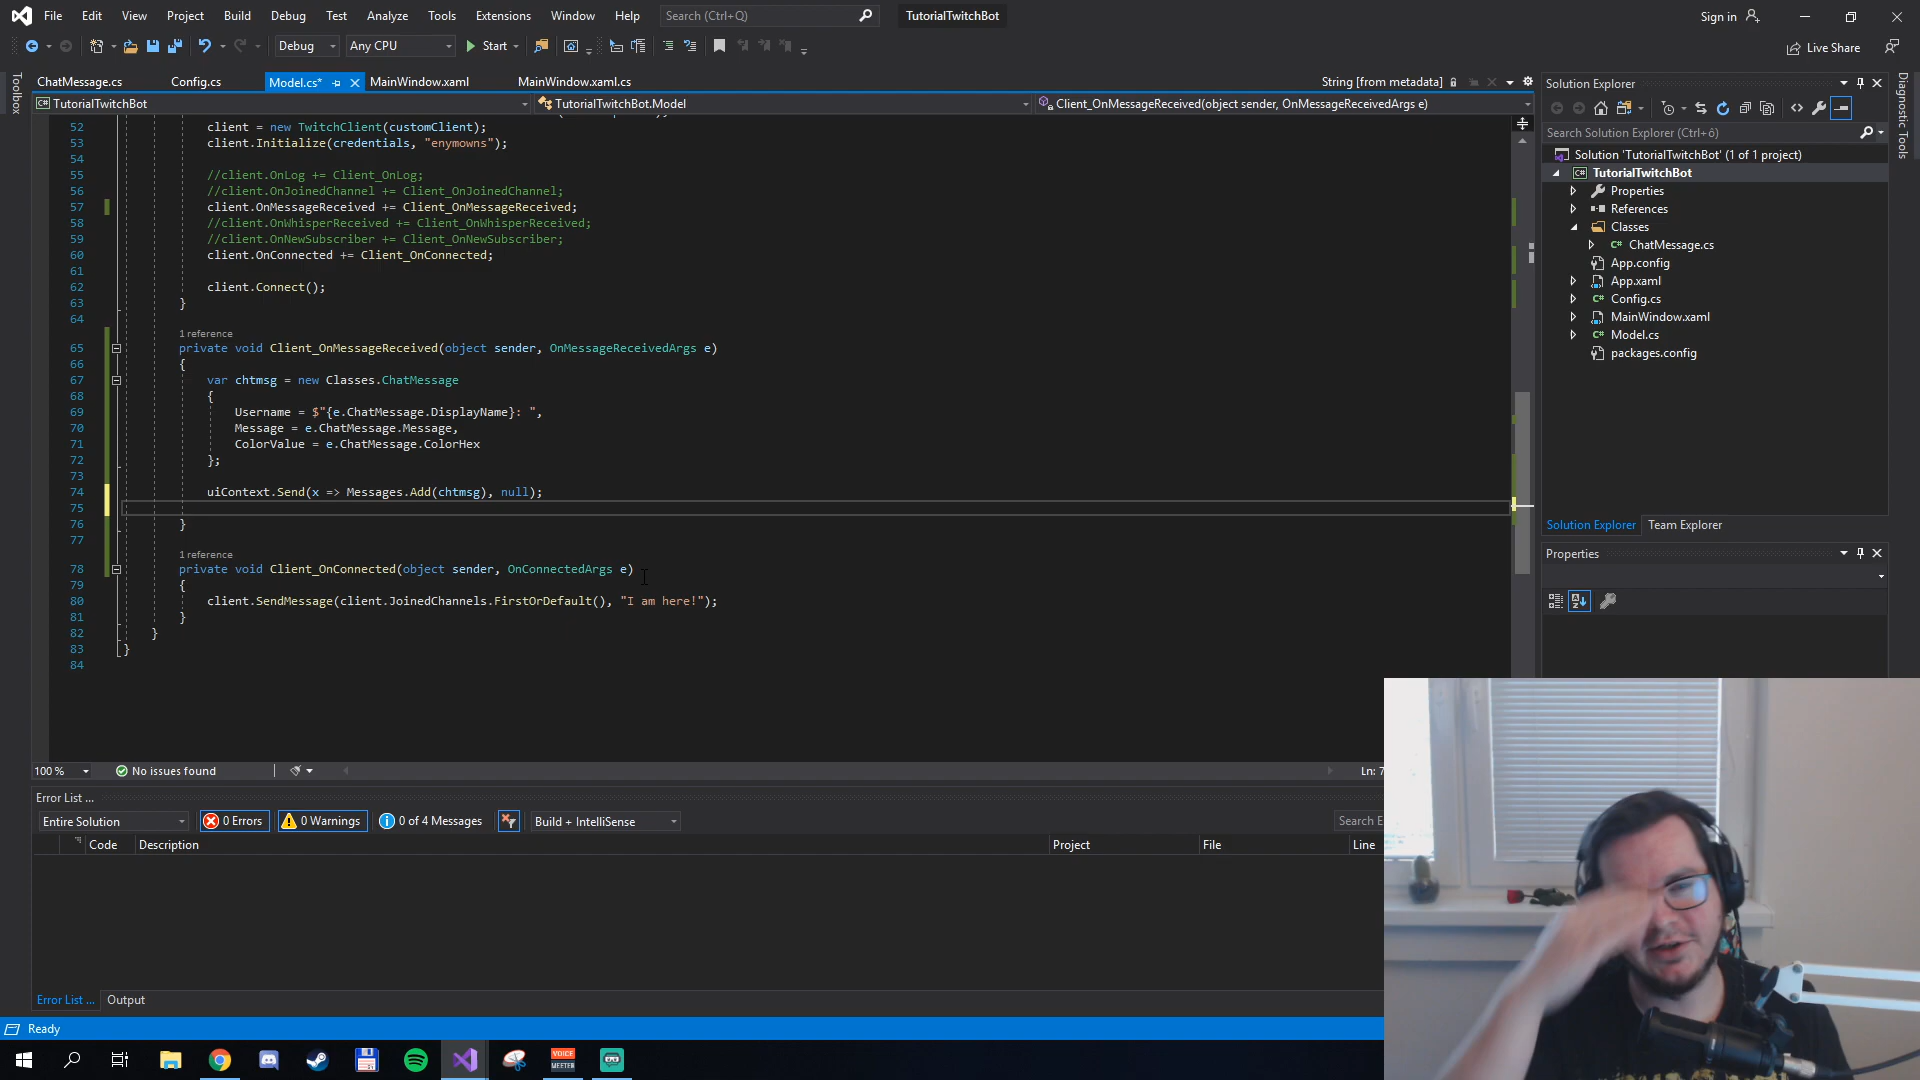 File Edit View Project Build Debug Test Analyze Tools Extensions Window Help Search (Ctrl+Q) TutorialTwitchBot Sign in
Debug Any CPU Start Live Share
ChatMessage.cs Config.cs Model.cs* MainWindow.xaml MainWindow.xaml.cs String [from metadata]
TutorialTwitchBot TutorialTwitchBot.Model Client_OnMessageReceived(object sender, OnMessageReceivedArgs e)
Toolbox
52 client = new TwitchClient(customClient);
53 client.Initialize(credentials, "enymowns");
54
55 //client.OnLog += Client_OnLog;
56 //client.OnJoinedChannel += Client_OnJoinedChannel;
57 client.OnMessageReceived += Client_OnMessageReceived;
58 //client.OnWhisperReceived += Client_OnWhisperReceived;
59 //client.OnNewSubscriber += Client_OnNewSubscriber;
60 client.OnConnected += Client_OnConnected;
61
62 client.Connect();
63 }
64
1 reference
65 private void Client_OnMessageReceived(object sender, OnMessageReceivedArgs e)
66 {
67 var chtmsg = new Classes.ChatMessage
68 {
69 Username = $"{e.ChatMessage.DisplayName}: ",
70 Message = e.ChatMessage.Message,
71 ColorValue = e.ChatMessage.ColorHex
72 };
73
74 uiContext.Send(x => Messages.Add(chtmsg), null);
75
76 }
77
1 reference
78 private void Client_OnConnected(object sender, OnConnectedArgs e)
79 {
80 client.SendMessage(client.JoinedChannels.FirstOrDefault(), "I am here!");
81 }
82 }
83 }
84
100 % No issues found Ln: 7
Error List ...
Entire Solution 0 Errors 0 Warnings 0 of 4 Messages Build + IntelliSense Search E
Code Description Project File Line
Error List ... Output
Ready
VOICE
MEETER
Solution Explorer
Search Solution Explorer (Ctrl+ó)
Solution 'TutorialTwitchBot' (1 of 1 project)
TutorialTwitchBot
Properties
References
Classes
ChatMessage.cs
App.config
App.xaml
Config.cs
MainWindow.xaml
Model.cs
packages.config
Solution Explorer Team Explorer
Properties
Diagnostic Tools